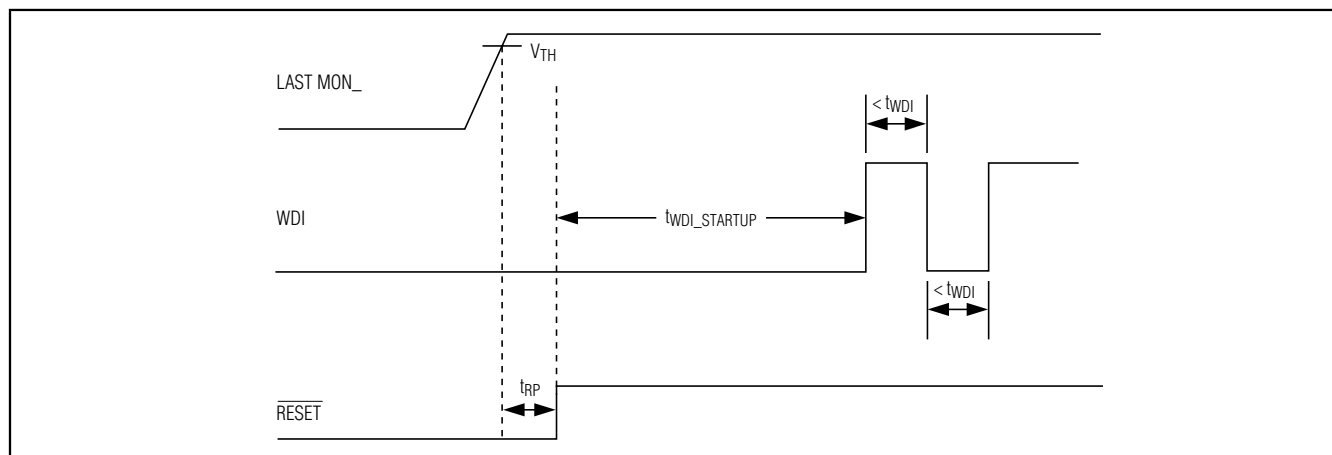 VTH
LAST MON_
< tWDI
WDI
tWDI_STARTUP
< tWDI
tRP
RESET